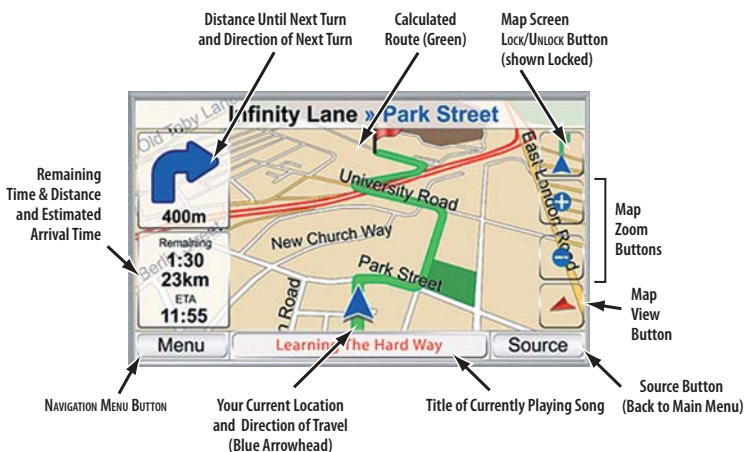 Distance Until Next Turn
and Direction of Next Turn
Calculated
Route (Green)
Map Screen
Lock/Unlock Button
(shown Locked)
Infinity Lane » Park Street
Old Toby Lane
East London Road
University Road
400m
New Church Way
Park Street
Remaining
1:30
23km
ETA
11:55
n Road
Menu
Learning The Hard Way
Source
Remaining
Time & Distance
and Estimated
Arrival Time
Map
Zoom
Buttons
Map
View
Button
Navigation Menu Button
Your Current Location
and Direction of Travel
(Blue Arrowhead)
Title of Currently Playing Song
Source Button
(Back to Main Menu)